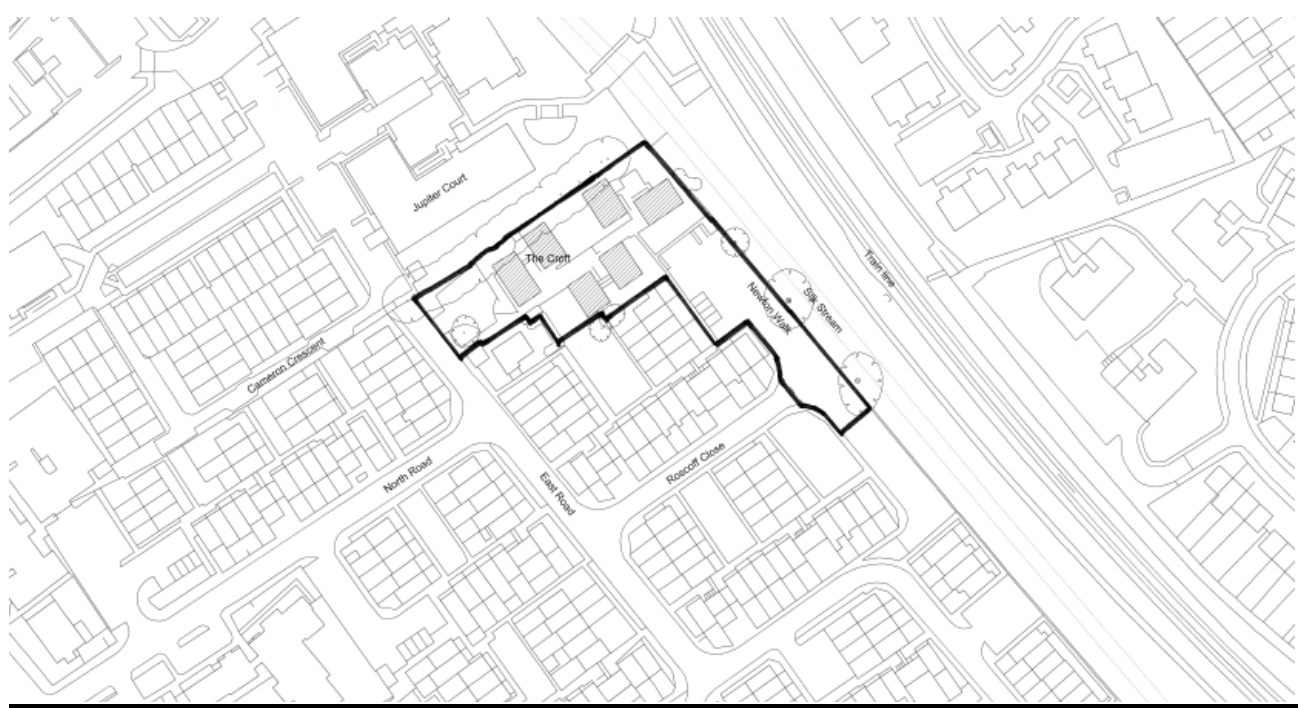 Jupiter Court
The Croft
Train line
Silk Stream
Newton Walk
Cameron Crescent
North Road
East Road
Roscoff Close